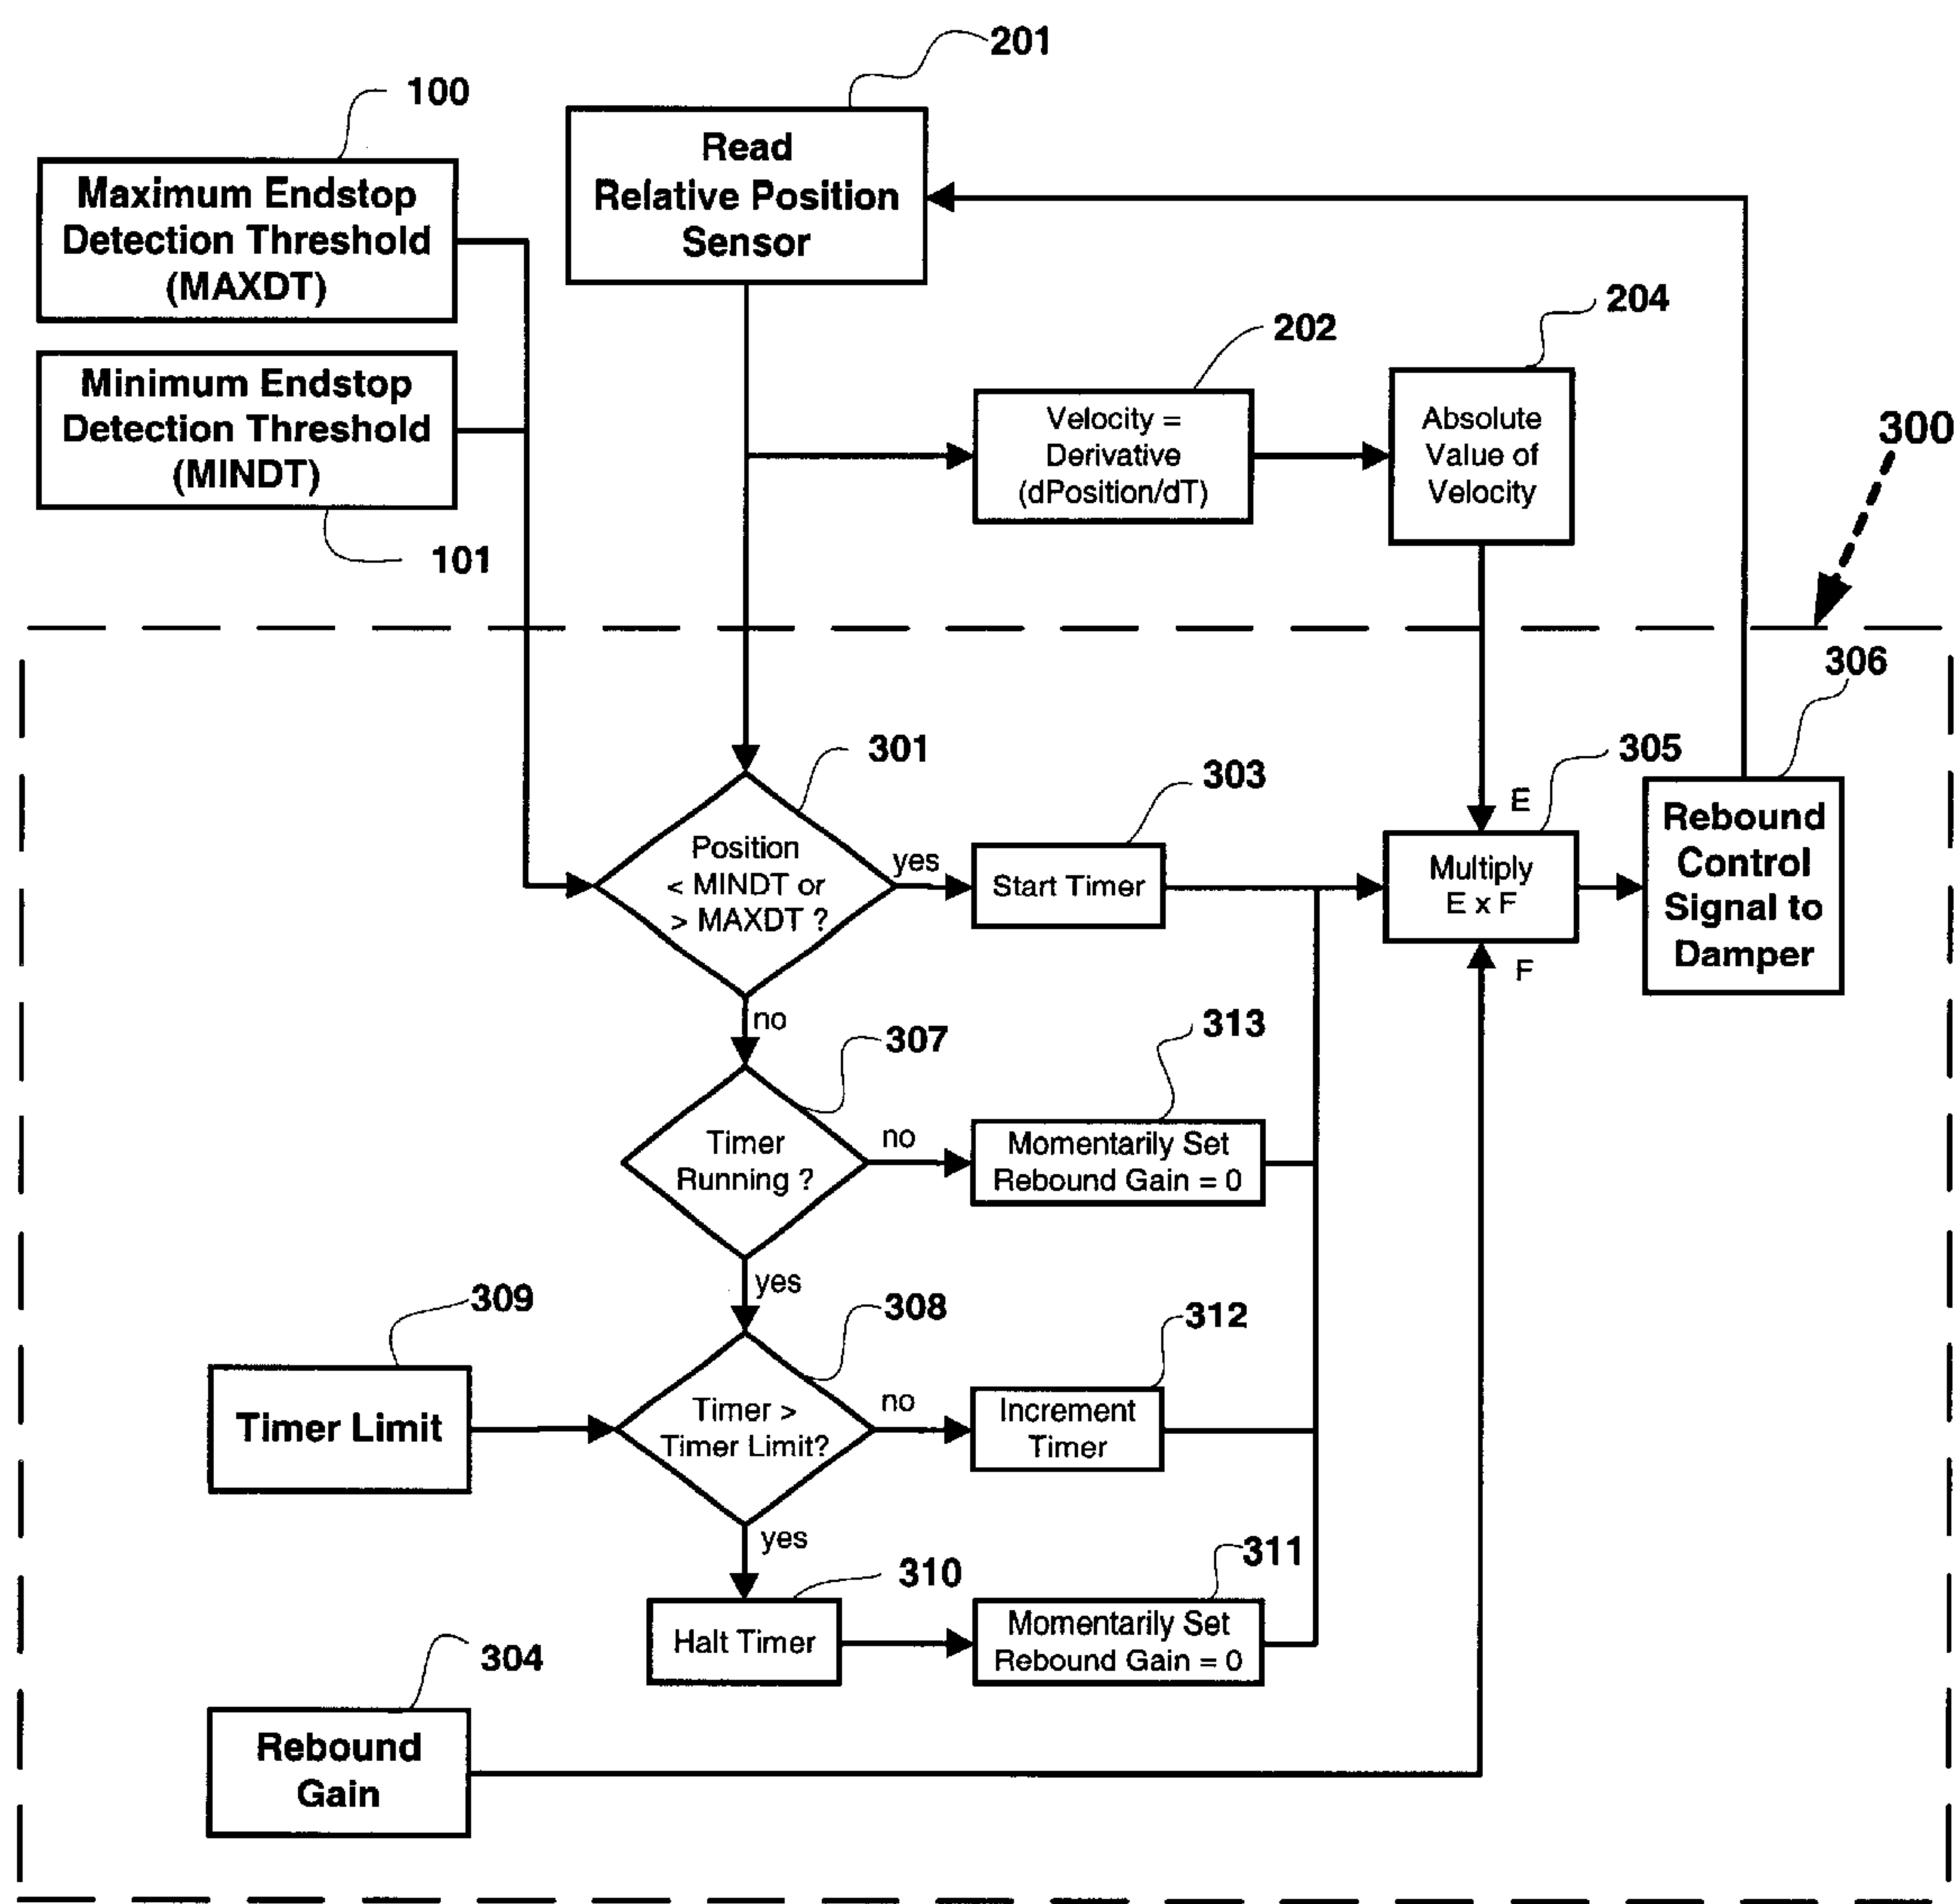 201
100
Read
Relative Position
Sensor
Maximum Endstop
Detection Threshold
(MAXDT)
204
202
Minimum Endstop
Detection Threshold
(MINDT)
Velocity =
Derivative
(dPosition/dT)
Absolute
Value of
Velocity
300
101
306
301
303
305
E
Position
< MINDT or
> MAXDT ?
yes
Start Timer
Multiply
E x F
Rebound
Control
Signal to
Damper
F
no
307
313
Timer
Running ?
no
Momentarily Set
Rebound Gain = 0
yes
309
308
312
Timer Limit
Timer >
Timer Limit?
no
Increment
Timer
yes
310
311
Halt Timer
Momentarily Set
Rebound Gain = 0
304
Rebound
Gain